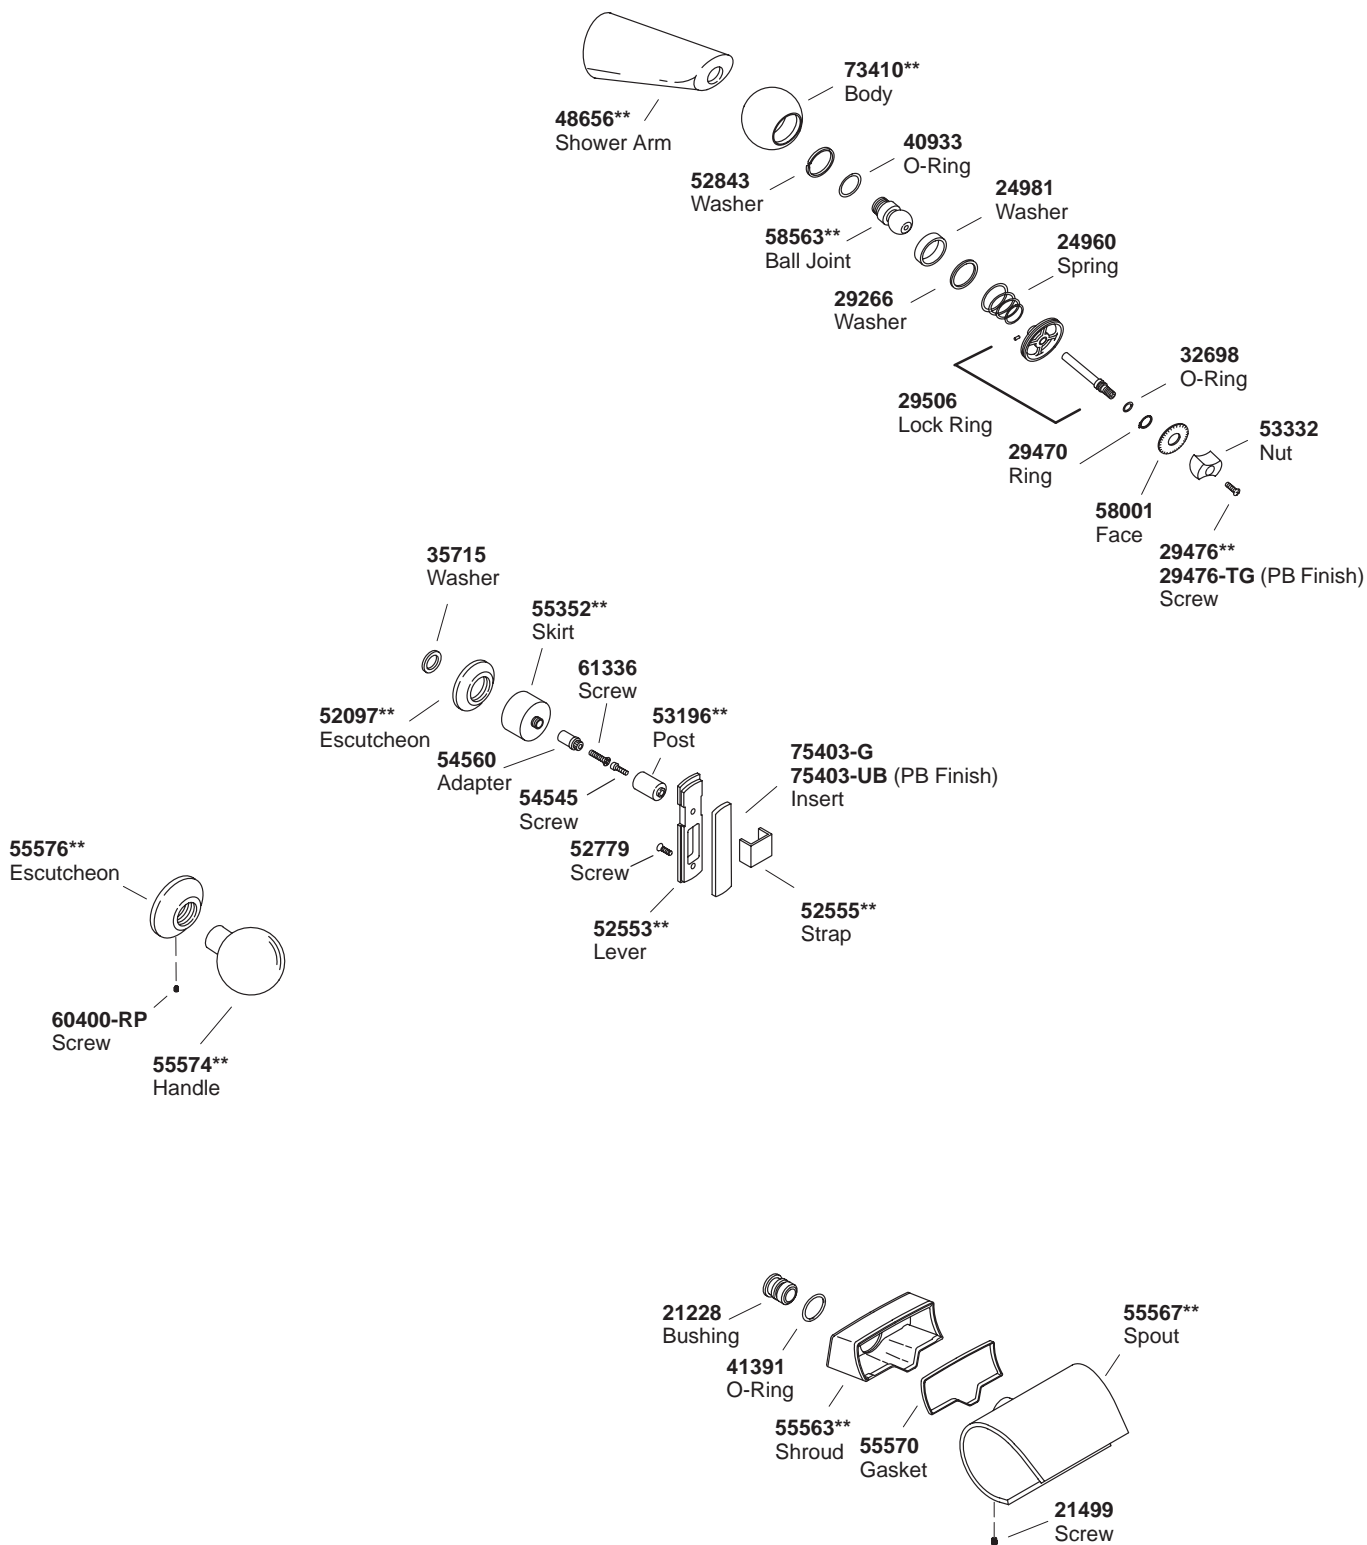 73410**
Body
48656**
Shower Arm
40933
O-Ring
52843
Washer
24981
Washer
58563**
Ball Joint
24960
Spring
29266
Washer
32698
O-Ring
29506
Lock Ring
29470
Ring
53332
Nut
58001
Face
29476**
29476-TG (PB Finish)
Screw
35715
Washer
55352**
Skirt
61336
Screw
52097**
Escutcheon
53196**
Post
54560
Adapter
75403-G
75403-UB (PB Finish)
Insert
54545
Screw
52779
Screw
55576**
Escutcheon
52555**
Strap
52553**
Lever
60400-RP
Screw
55574**
Handle
21228
Bushing
55567**
Spout
41391
O-Ring
55563**
Shroud
55570
Gasket
21499
Screw